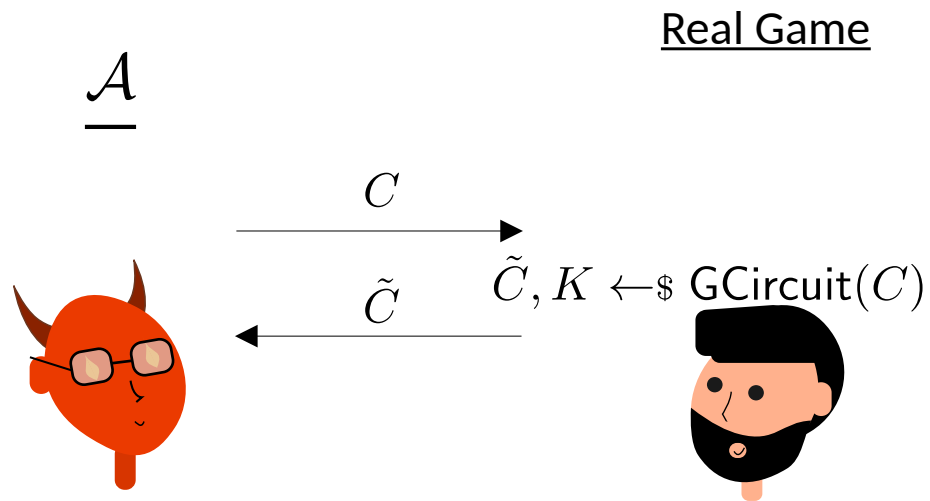 Real Game
𝒜
C
C̃, K ←$ GCircuit(C)
C̃